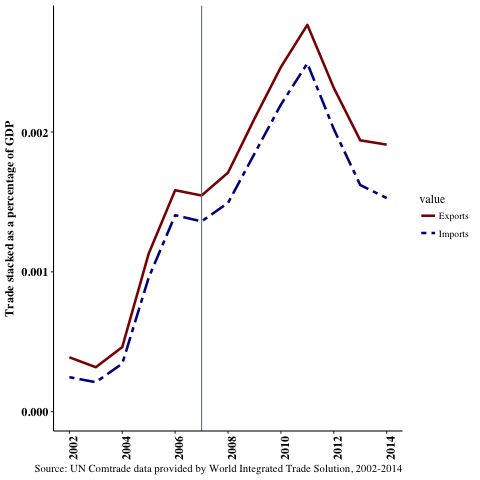 Trade stacked as a percentage of GDP
0.002
0.001
0.000
2002
2004
2006
2008
2010
2012
2014
value
Exports
Imports
Source: UN Comtrade data provided by World Integrated Trade Solution, 2002-2014